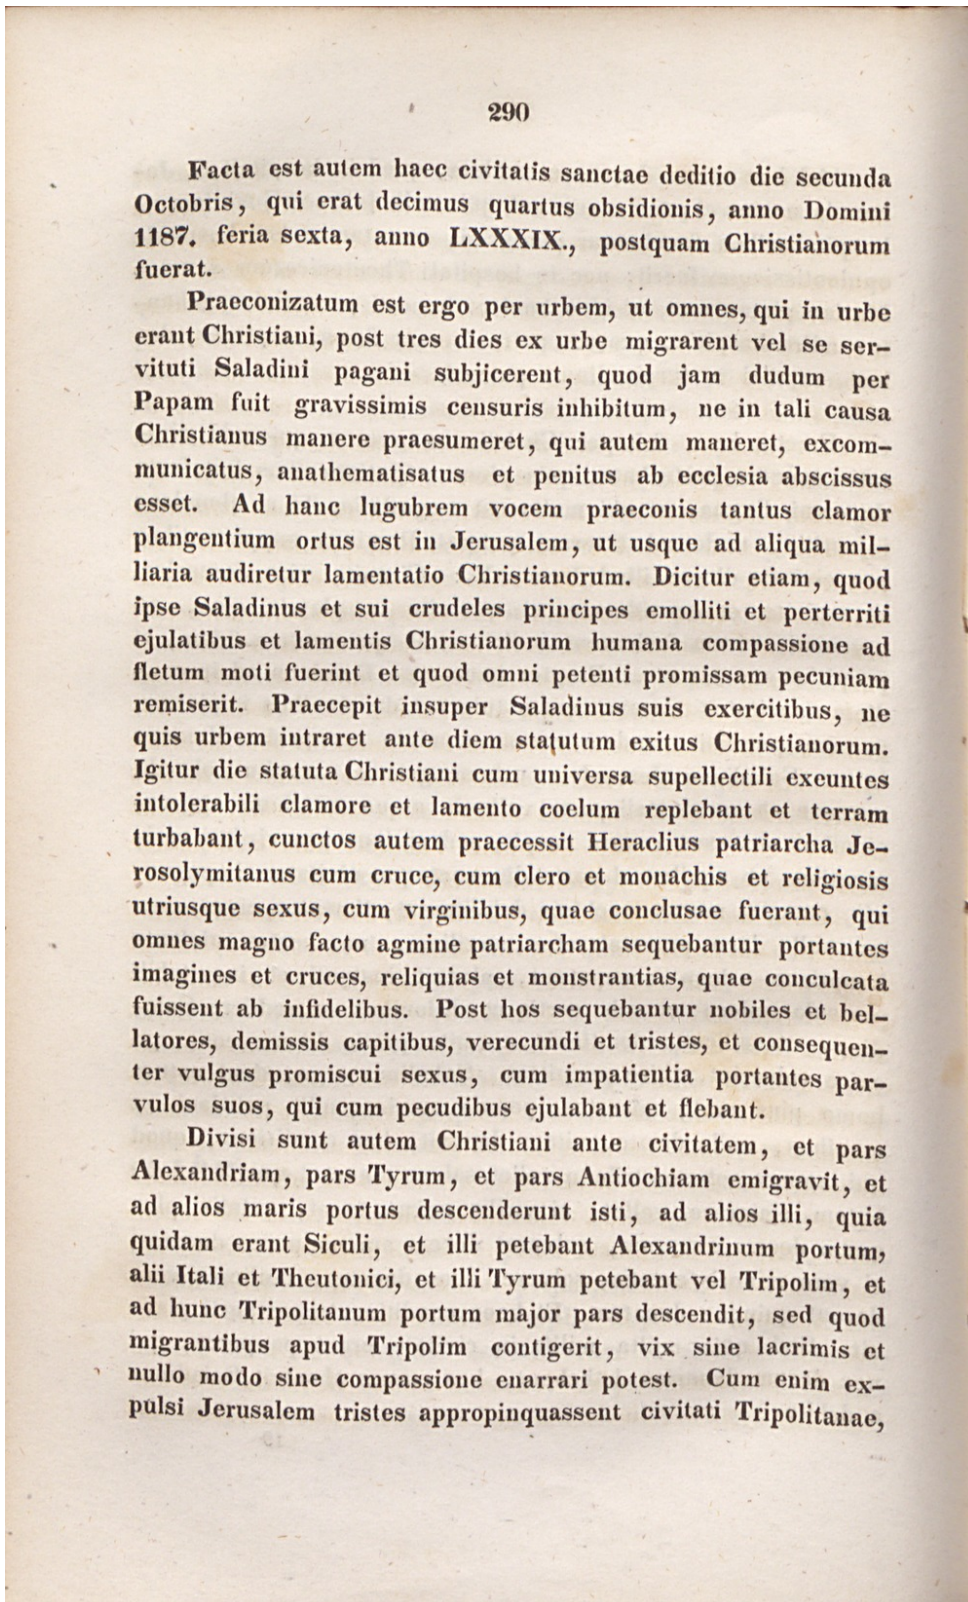 290
Facta est autem haec civitatis sanctae deditio die secunda
Octobris, qui erat decimus quartus obsidionis, anno Domini
1187. feria sexta, anno LXXXIX., postquam Christianorum
fuerat.
Praeconizatum est ergo per urbem, ut omnes, qui in urbe
erant Christiani, post tres dies ex urbe migrarent vel se ser-
vituti Saladini pagani subjicerent, quod jam dudum per
Papam fuit gravissimis censuris inhibitum, ne in tali causa
Christianus manere praesumeret, qui autem maneret, excom-
municatus, anathematisatus et penitus ab ecclesia abscissus
esset. Ad hanc lugubrem vocem praeconis tantus clamor
plangentium ortus est in Jerusalem, ut usque ad aliqua mil-
liaria audiretur lamentatio Christianorum. Dicitur etiam, quod
ipse Saladinus et sui crudeles principes emolliti et perterriti
ejulatibus et lamentis Christianorum humana compassione ad
fletum moti fuerint et quod omni petenti promissam pecuniam
remiserit. Praecepit insuper Saladinus suis exercitibus, ne
quis urbem intraret ante diem statutum exitus Christianorum.
Igitur die statuta Christiani cum universa supellectili exeuntes
intolerabili clamore et lamento coelum replebant et terram
turbabant, cunctos autem praecessit Heraclius patriarcha Je-
rosolymitanus cum cruce, cum clero et monachis et religiosis
utriusque sexus, cum virginibus, quae conclusae fuerant, qui
omnes magno facto agmine patriarcham sequebantur portantes
imagines et cruces, reliquias et monstrantias, quae conculcata
fuissent ab infidelibus. Post hos sequebantur nobiles et bel-
latores, demissis capitibus, verecundi et tristes, et consequen-
ter vulgus promiscui sexus, cum impatientia portantes par-
vulos suos, qui cum pecudibus ejulabant et flebant.
Divisi sunt autem Christiani ante civitatem, et pars
Alexandriam, pars Tyrum, et pars Antiochiam emigravit, et
ad alios maris portus descenderunt isti, ad alios illi, quia
quidam erant Siculi, et illi petebant Alexandrinum portum,
alii Itali et Theutonici, et illi Tyrum petebant vel Tripolim, et
ad hunc Tripolitanum portum major pars descendit, sed quod
migrantibus apud Tripolim contigerit, vix sine lacrimis et
nullo modo sine compassione enarrari potest. Cum enim ex-
pulsi Jerusalem tristes appropinquassent civitati Tripolitanae,